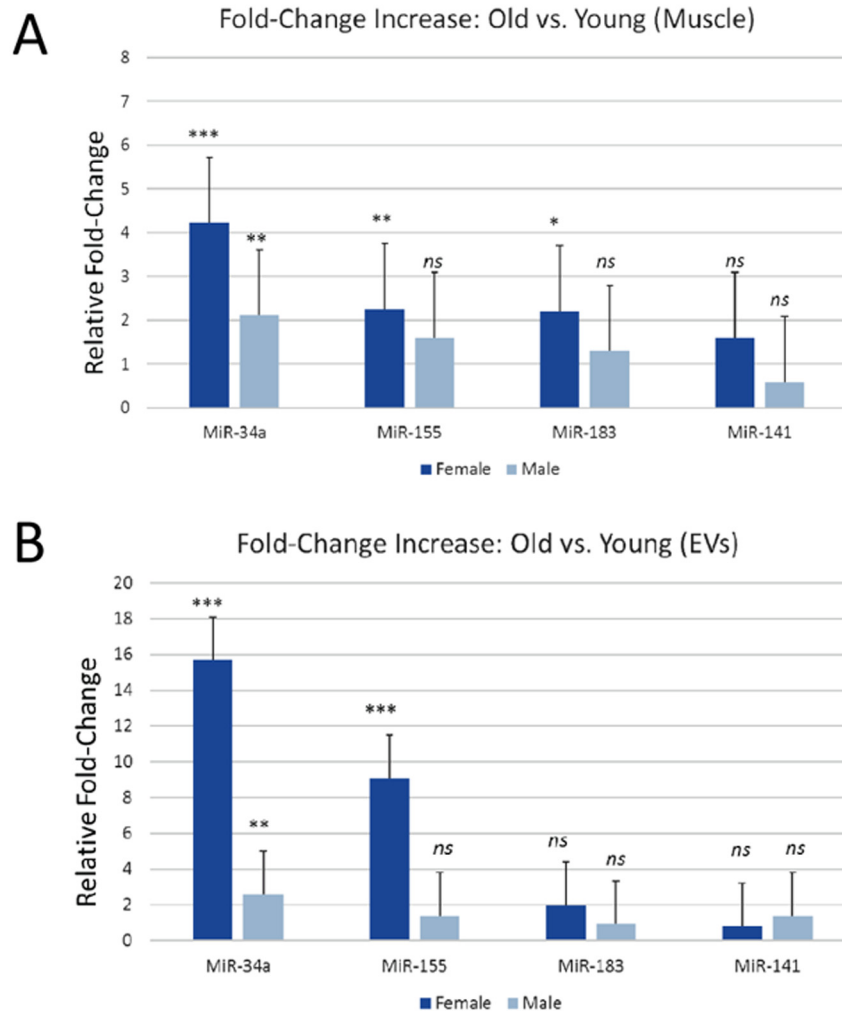 A
Fold-Change Increase: Old vs. Young (Muscle)
Relative Fold-Change
8
7
6
5
4
3
2
1
0
***
**
**
ns
*
ns
ns
ns
MiR-34a MiR-155 MiR-183 MiR-141
Female Male
B
Fold-Change Increase: Old vs. Young (EVs)
Relative Fold-Change
20
18
16
14
12
10
8
6
4
2
0
***
**
***
ns
ns
ns
ns
ns
MiR-34a MiR-155 MiR-183 MiR-141
Female Male